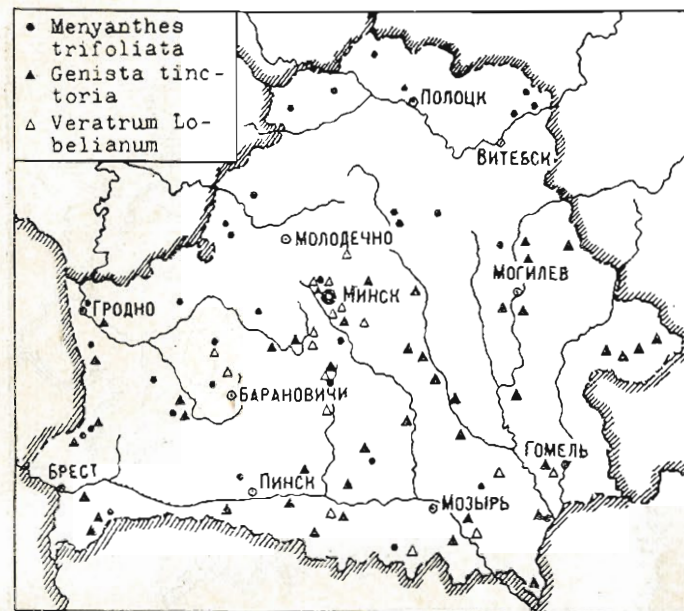 • Menyanthes
trifoliata
▲ Genista tinc-
toria
△ Veratrum Lo-
belianum
ПОЛОЦК
ВИТЕБСК
МОЛОДЕЧНО
МОГИЛЕВ
МИНСК
ГРОДНО
БАРАНОВИЧИ
ГОМЕЛЬ
БРЕСТ
ПИНСК
МОЗЫРЬ